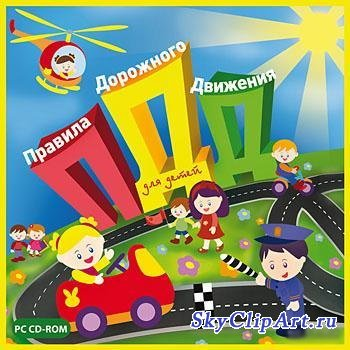 Правила
Дорожного
Движения
ПДД
для детей
PC CD-ROM
SkyClipArt.ru